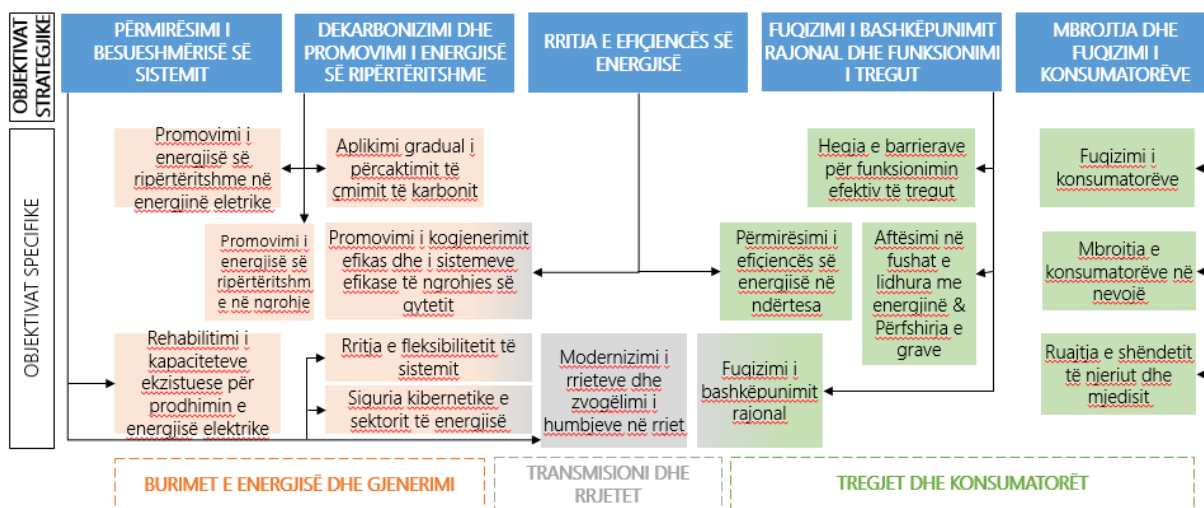 OBJEKTIVAT
STRATEGJIKE
PËRMIRËSIMI I
BESUESHMËRISË SË
SISTEMIT
DEKARBONIZIMI DHE
PROMOVIMI I ENERGJISË
SË RIPËRTËRITSHME
RRITJA E EFIÇIENCËS SË
ENERGJISË
FUQIZIMI I BASHKËPUNIMIT
RAJONAL DHE FUNKSIONIMI
I TREGUT
MBROJTJA DHE
FUQIZIMI I
KONSUMATORËVE
OBJEKTIVAT SPECIFIKE
Promovimi i
energjisë së
ripërtëritshme në
energjinë eletrike
Aplikimi gradual i
përcaktimit të
çmimit të karbonit
Heqja e barrierave
për funksionimin
efektiv të tregut
Fuqizimi i
konsumatorëve
Promovimi i
energjisë së
ripërtëritshm
e në ngrohje
Promovimi i kogjenerimit
efikas dhe i sistemeve
efikase të ngrohjes së
qytetit
Përmirësimi i
efiçiencës së
energjisë në
ndërtesa
Aftësimi në
fushat e
lidhura me
energjinë &
Përfshirja e
grave
Mbrojtja e
konsumatorëve në
nevojë
Rehabilitimi i
kapaciteteve
ekzistuese për
prodhimin e
energjisë elektrike
Rritja e fleksibilitetit të
sistemit
Siguria kibernetike e
sektorit të energjisë
Modernizimi i
rrjeteve dhe
zvogëlimi i
humbjeve në rrjet
Fuqizimi i
bashkëpunimit
rajonal
Ruajtja e shëndetit
të njeriut dhe
mjedisit
BURIMET E ENERGJISË DHE GJENERIMI
TRANSMISIONI DHE
RRJETET
TREGJET DHE KONSUMATORËT